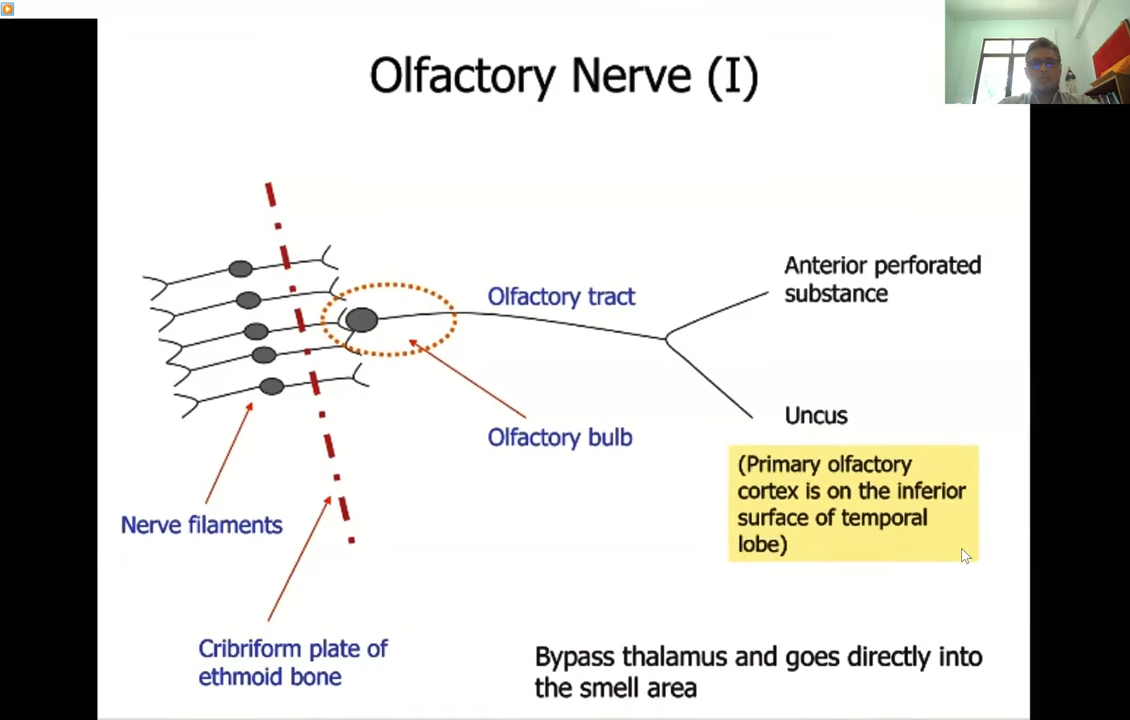 Olfactory Nerve (I)
Anterior perforated
substance
Olfactory tract
Uncus
Olfactory bulb
(Primary olfactory
cortex is on the inferior
surface of temporal
lobe)
Nerve filaments
Cribriform plate of
ethmoid bone
Bypass thalamus and goes directly into
the smell area